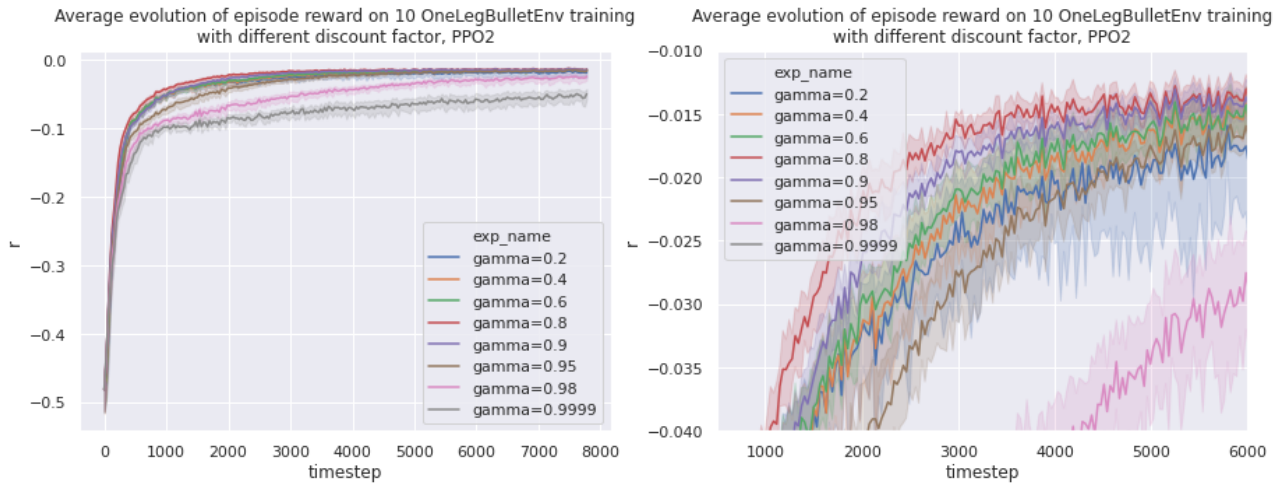 Average evolution of episode reward on 10 OneLegBulletEnv training
with different discount factor, PPO2
0.0
−0.1
−0.2
−0.3
−0.4
−0.5
r
0 1000 2000 3000 4000 5000 6000 7000 8000
timestep
exp_name
gamma=0.2
gamma=0.4
gamma=0.6
gamma=0.8
gamma=0.9
gamma=0.95
gamma=0.98
gamma=0.9999
Average evolution of episode reward on 10 OneLegBulletEnv training
with different discount factor, PPO2
−0.010
−0.015
−0.020
−0.025
−0.030
−0.035
−0.040
r
1000 2000 3000 4000 5000 6000
timestep
exp_name
gamma=0.2
gamma=0.4
gamma=0.6
gamma=0.8
gamma=0.9
gamma=0.95
gamma=0.98
gamma=0.9999